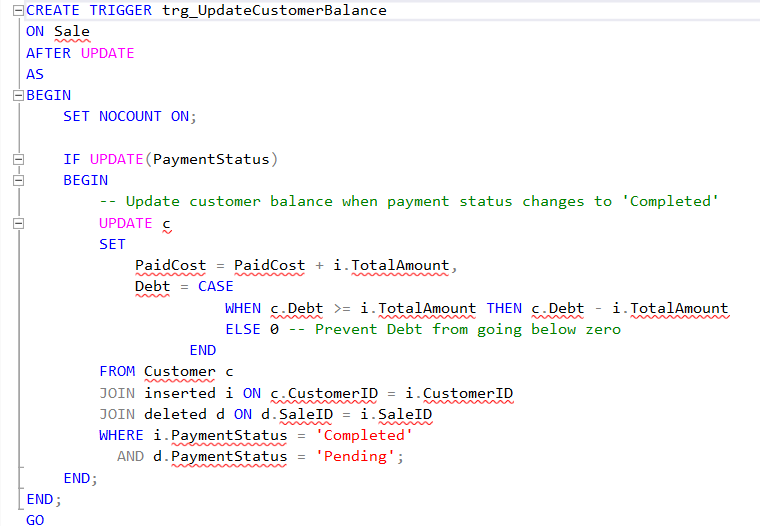 CREATE TRIGGER trg_UpdateCustomerBalance
ON Sale
AFTER UPDATE
AS
BEGIN
    SET NOCOUNT ON;
    IF UPDATE(PaymentStatus)
    BEGIN
        -- Update customer balance when payment status changes to 'Completed'
        UPDATE c
        SET
            PaidCost = PaidCost + i.TotalAmount,
            Debt = CASE
                      WHEN c.Debt >= i.TotalAmount THEN c.Debt - i.TotalAmount
                      ELSE 0 -- Prevent Debt from going below zero
                  END
        FROM Customer c
        JOIN inserted i ON c.CustomerID = i.CustomerID
        JOIN deleted d ON d.SaleID = i.SaleID
        WHERE i.PaymentStatus = 'Completed'
          AND d.PaymentStatus = 'Pending';
    END;
END;
GO